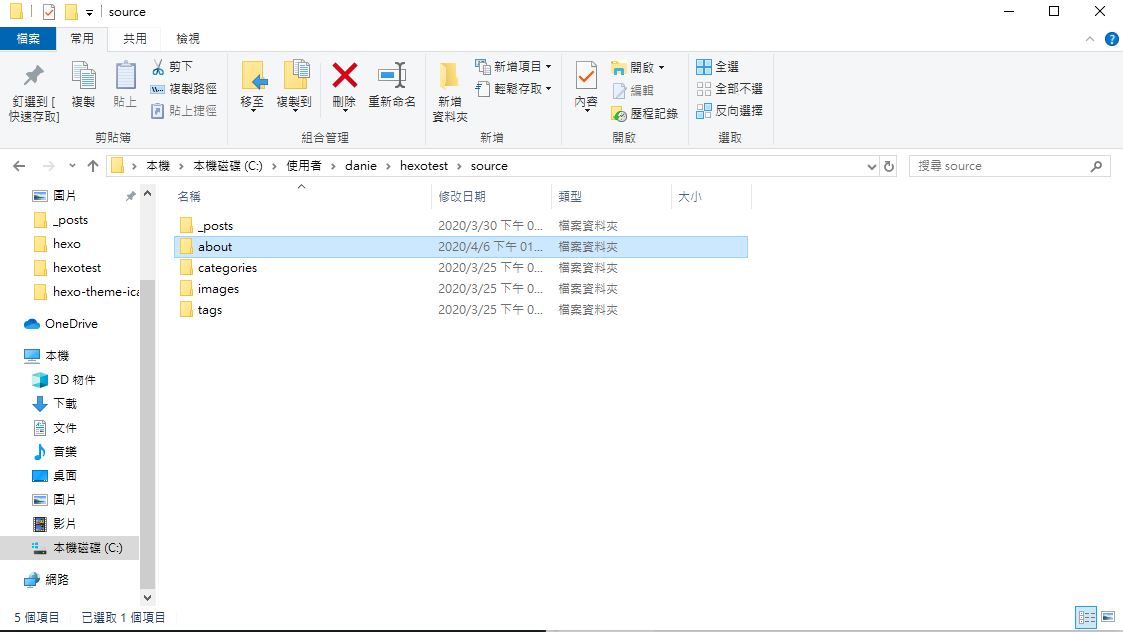 source
檔案 常用 共用 檢視
釘選到 [
快速存取]
複製
貼上
剪下
複製路徑
貼上捷徑
剪貼簿
移至
複製到
刪除
重新命名
組合管理
新增
資料夾
新增項目
輕鬆存取
新增
內容
開啟
編輯
歷程記錄
開啟
全選
全部不選
反向選擇
選取
本機 › 本機磁碟 (C:) › 使用者 › danie › hexotest › source
搜尋 source
圖片
_posts
hexo
hexotest
hexo-theme-ica
OneDrive
本機
3D 物件
下載
文件
音樂
桌面
圖片
影片
本機磁碟 (C:)
網路
名稱 修改日期 類型 大小
_posts 2020/3/30 下午 0... 檔案資料夾
about 2020/4/6 下午 01... 檔案資料夾
categories 2020/3/25 下午 0... 檔案資料夾
images 2020/3/25 下午 0... 檔案資料夾
tags 2020/3/25 下午 0... 檔案資料夾
5 個項目 已選取 1 個項目